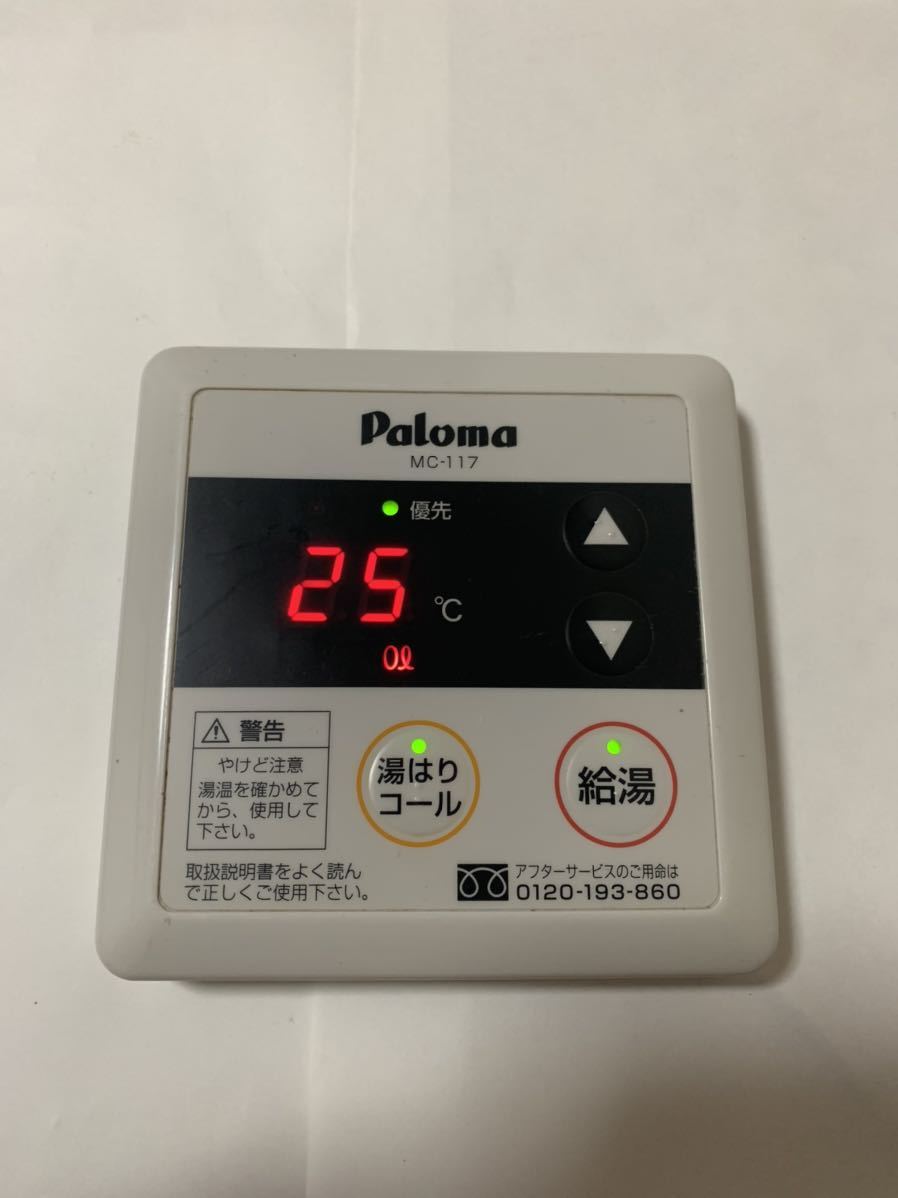 Paloma
MC-117
優先
25 ℃
0ℓ
⚠ 警告
やけど注意
湯温を確かめて
から、使用して
下さい。
湯はり
コール
給湯
取扱説明書をよく読ん
で正しくご使用下さい。
アフターサービスのご用命は
0120-193-860